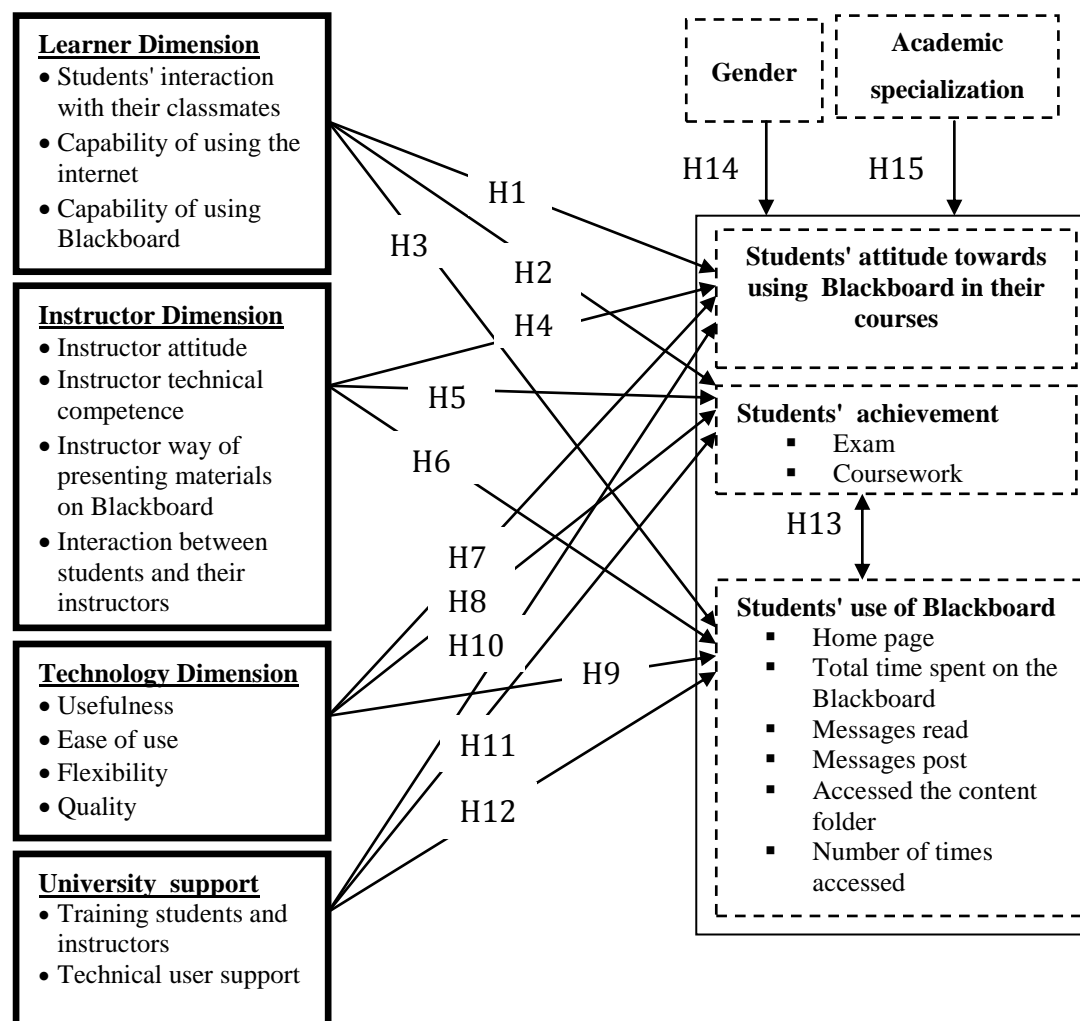 Learner Dimension
• Students' interaction
with their classmates
• Capability of using the
internet
• Capability of using
Blackboard
Instructor Dimension
• Instructor attitude
• Instructor technical
competence
• Instructor way of
presenting materials
on Blackboard
• Interaction between
students and their
instructors
Technology Dimension
• Usefulness
• Ease of use
• Flexibility
• Quality
University support
• Training students and
instructors
• Technical user support
H1
H2
H3
H4
H5
H6
H7
H8
H10
H9
H11
H12
Gender
Academic
specialization
H14
H15
Students' attitude towards
using Blackboard in their
courses
Students' achievement
▪ Exam
▪ Coursework
H13
Students' use of Blackboard
▪ Home page
▪ Total time spent on the
Blackboard
▪ Messages read
▪ Messages post
▪ Accessed the content
folder
▪ Number of times
accessed